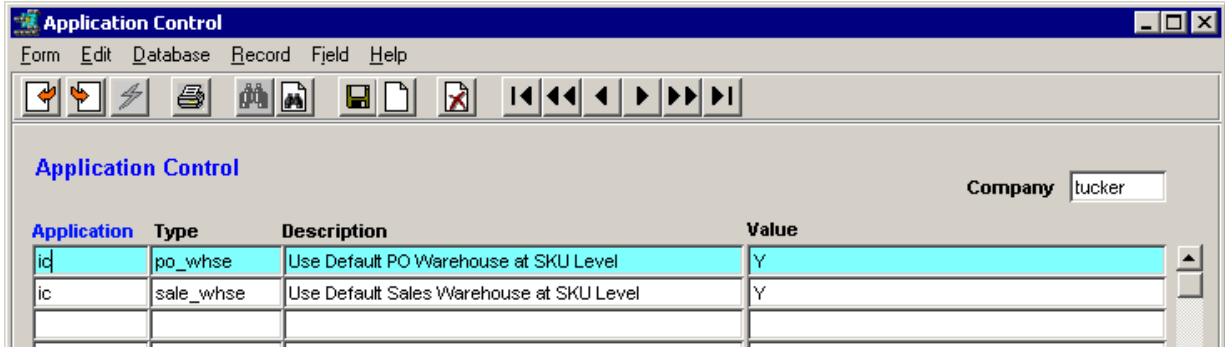 Application Control
Form Edit Database Record Field Help
Application Control
Company tucker
Application Type Description Value
ic po_whse Use Default PO Warehouse at SKU Level Y
ic sale_whse Use Default Sales Warehouse at SKU Level Y